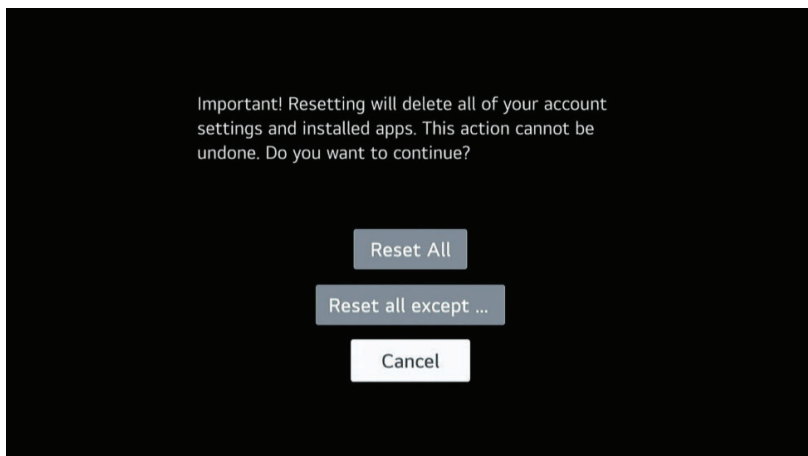 Important! Resetting will delete all of your account
settings and installed apps. This action cannot be
undone. Do you want to continue?
Reset All
Reset all except ...
Cancel